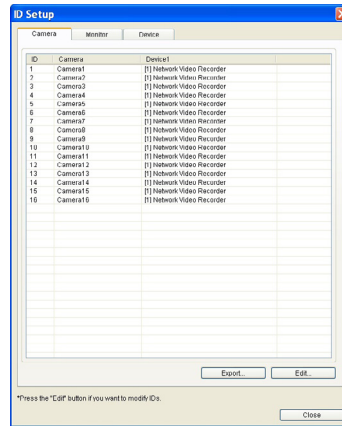 ID Setup
Camera Monitor Device
ID Camera Device1
1 Camera1 [1] Network Video Recorder
2 Camera2 [1] Network Video Recorder
3 Camera3 [1] Network Video Recorder
4 Camera4 [1] Network Video Recorder
5 Camera5 [1] Network Video Recorder
6 Camera6 [1] Network Video Recorder
7 Camera7 [1] Network Video Recorder
8 Camera8 [1] Network Video Recorder
9 Camera9 [1] Network Video Recorder
10 Camera10 [1] Network Video Recorder
11 Camera11 [1] Network Video Recorder
12 Camera12 [1] Network Video Recorder
13 Camera13 [1] Network Video Recorder
14 Camera14 [1] Network Video Recorder
15 Camera15 [1] Network Video Recorder
16 Camera16 [1] Network Video Recorder
Export... Edit...
*Press the "Edit" button if you want to modify IDs.
Close